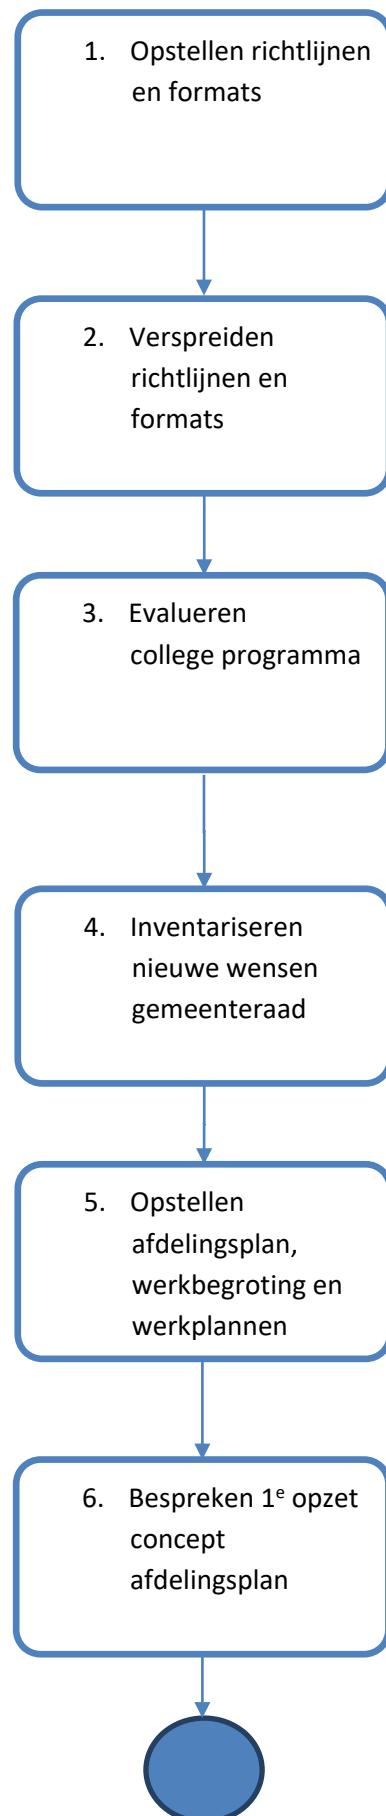 1. Opstellen richtlijnen
en formats
2. Verspreiden
richtlijnen en
formats
3. Evalueren
college programma
4. Inventariseren
nieuwe wensen
gemeenteraad
5. Opstellen
afdelingsplan,
werkbegroting en
werkplannen
6. Bespreken 1e opzet
concept
afdelingsplan